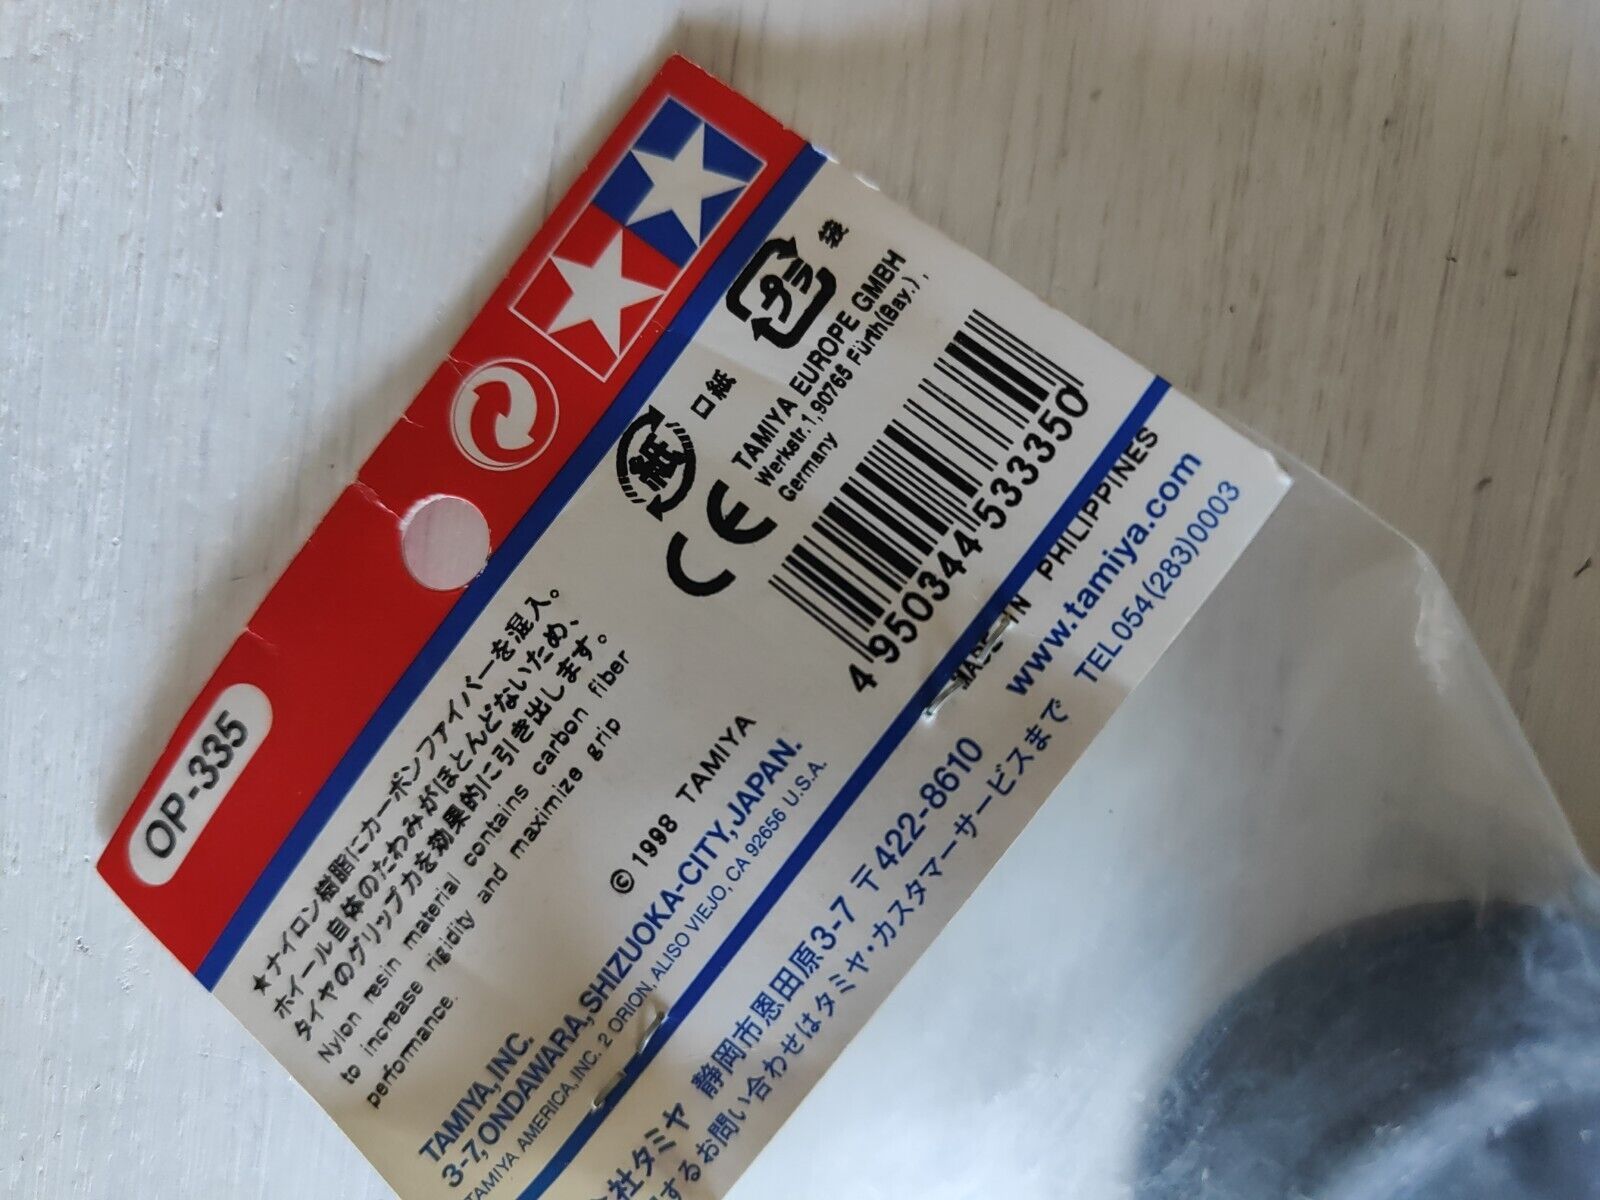 OP-335
★ナイロン樹脂にカーボンファイバーを混入。
ホイール自体のたわみがほとんどないため、
タイヤのグリップ力を効果的に引き出します。
Nylon resin material contains carbon fiber
to increase rigidity and maximize grip
performance.
紙
口紙
プラ
袋
CE
TAMIYA EUROPE GMBH
Werkstr.1,90765 Fürth(Bay.),
Germany
4950344533350
©1998 TAMIYA
TAMIYA,INC.
3-7,ONDAWARA,SHIZUOKA-CITY,JAPAN.
TAMIYA AMERICA,INC. 2 ORION, ALISO VIEJO, CA 92656 U.S.A.
MADE IN PHILIPPINES
社タミヤ 静岡市恩田原3-7 〒422-8610
www.tamiya.com
するお問い合わせはタミヤ・カスタマーサービスまで TEL 054(283)0003